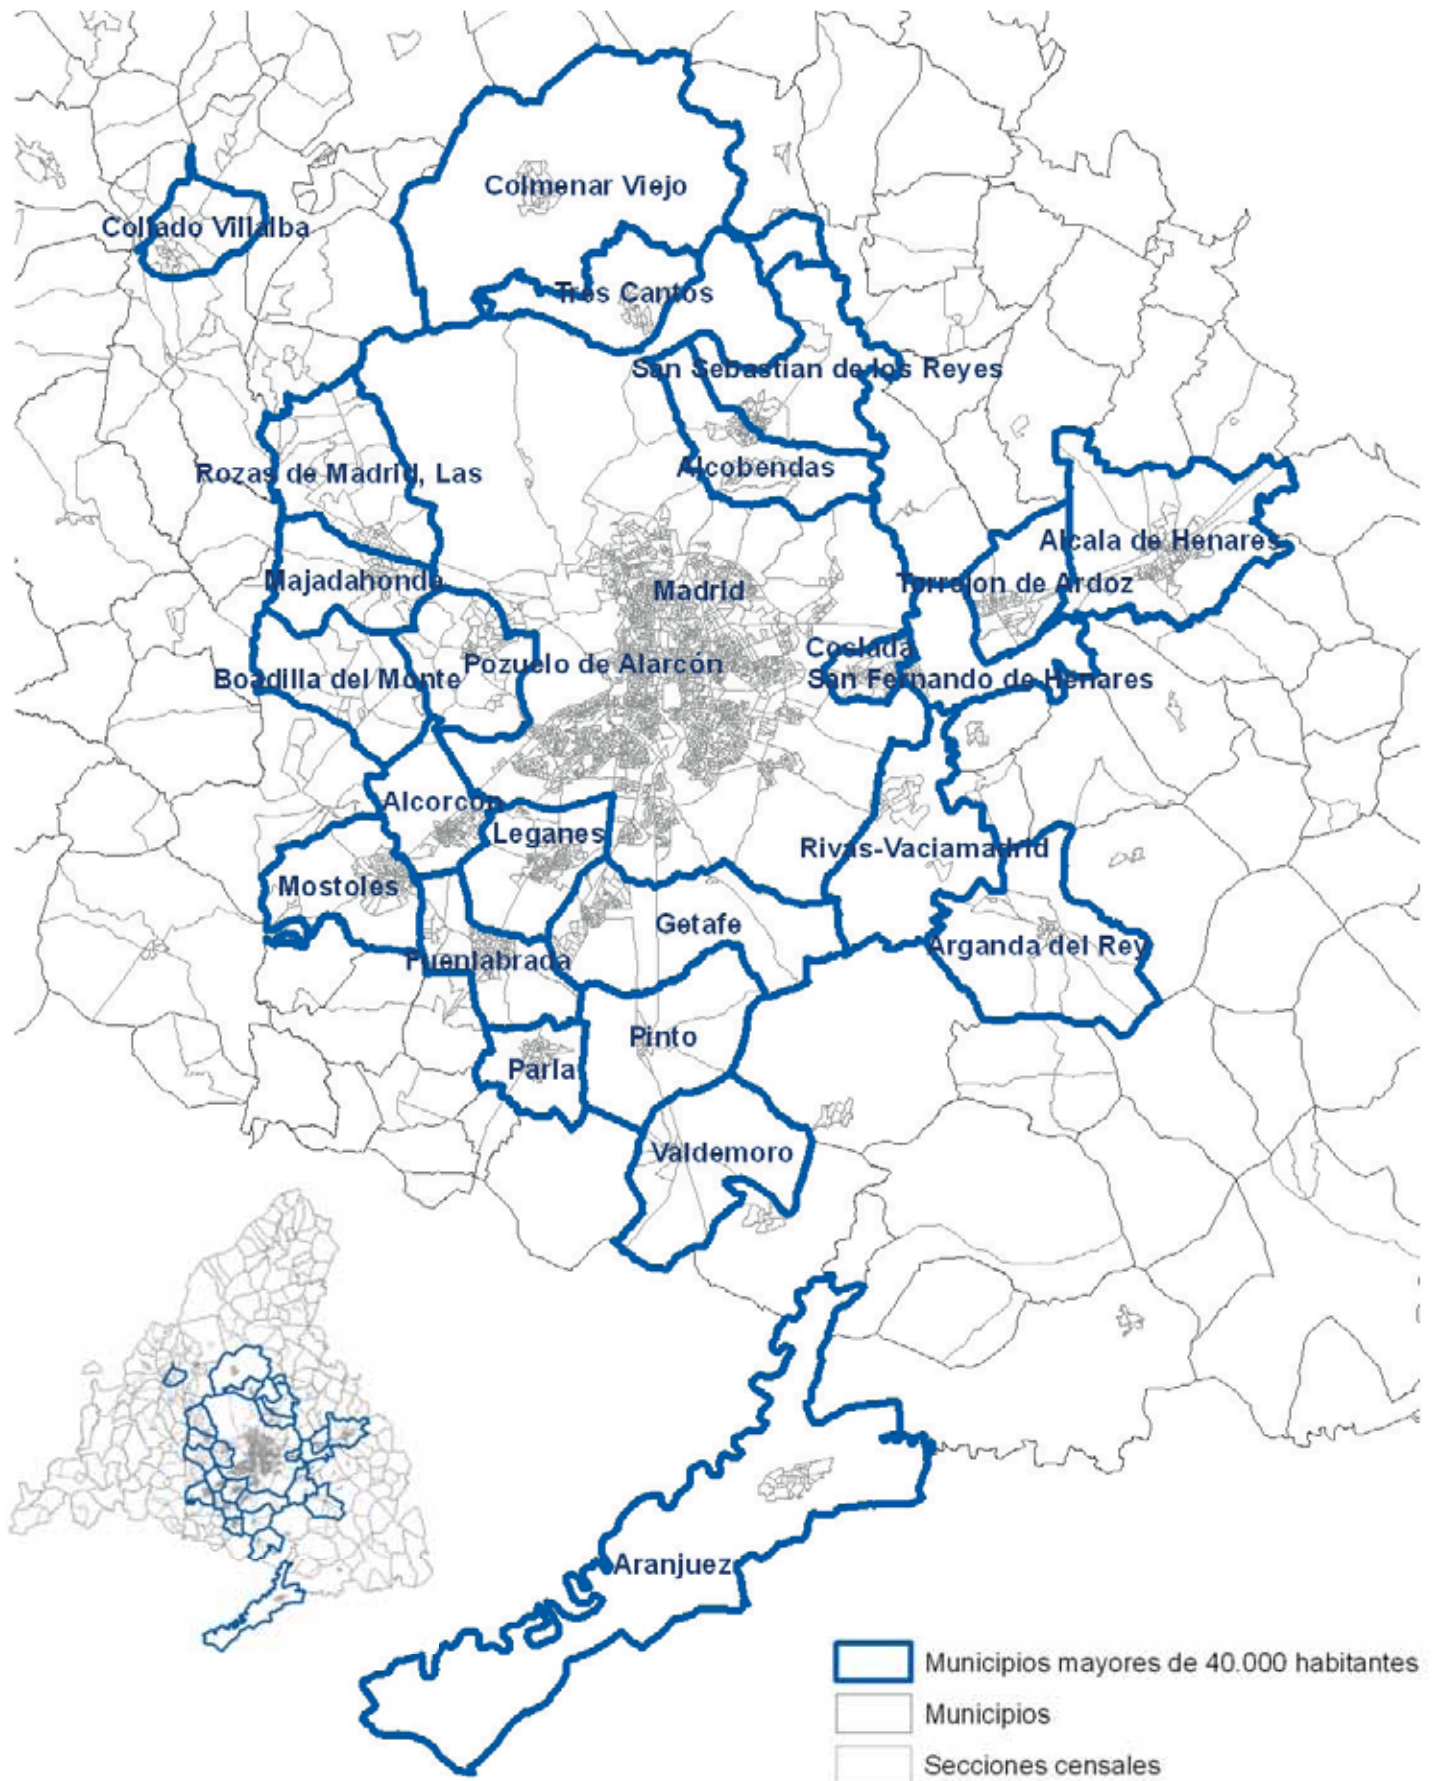 Colmenar Viejo
Collado Villalba
Tres Cantos
San Sebastian de los Reyes
Rozas de Madrid, Las
Alcobendas
Alcala de Henares
Majadahonda
Madrid
Torrejon de Ardoz
Coslada
Pozuelo de Alarcón
Boadilla del Monte
San Fernando de Henares
Alcorcon
Leganes
Rivas-Vaciamadrid
Mostoles
Getafe
Arganda del Rey
Fuenlabrada
Pinto
Parla
Valdemoro
Aranjuez
Municipios mayores de 40.000 habitantes
Municipios
Secciones censales